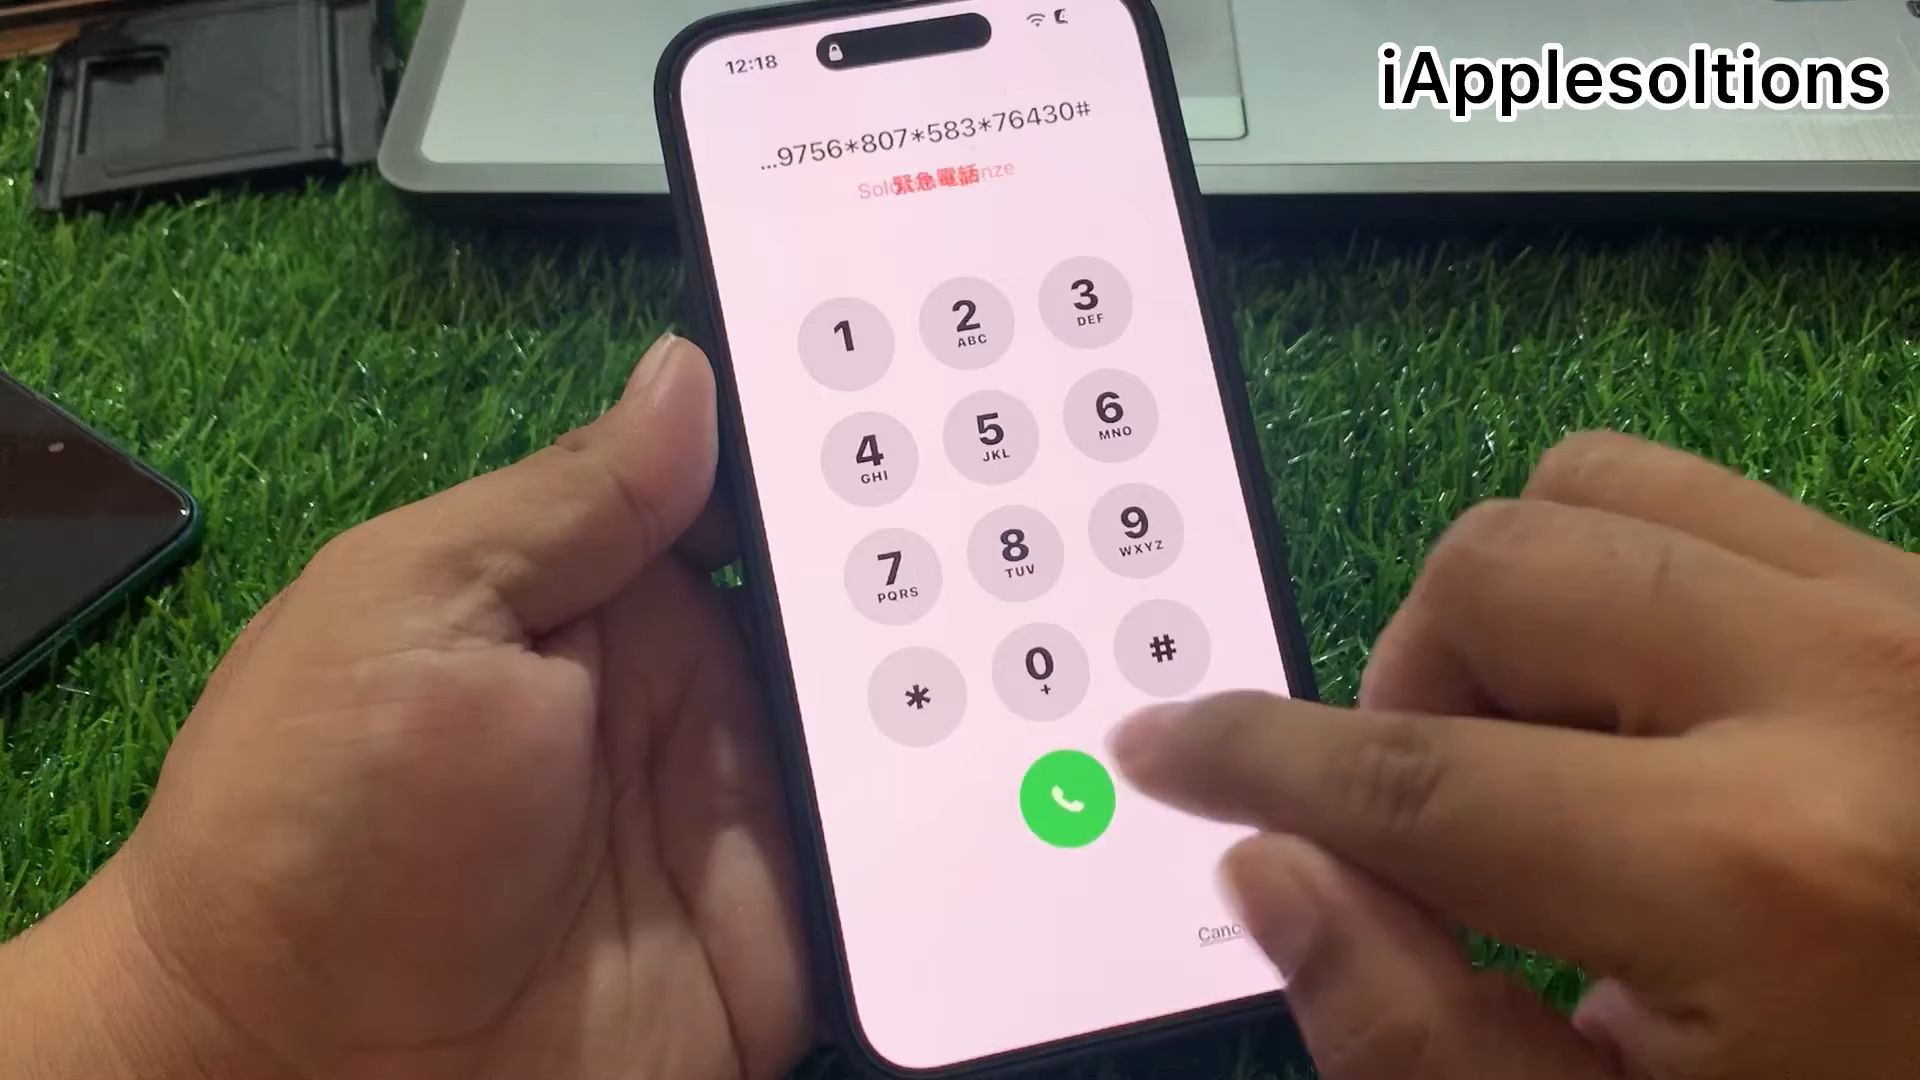 iApplesoltions
12:18
...9756*807*583*76430#
緊急電話
1
2
ABC
3
DEF
4
GHI
5
JKL
6
MNO
7
PQRS
8
TUV
9
WXYZ
*
0
+
#